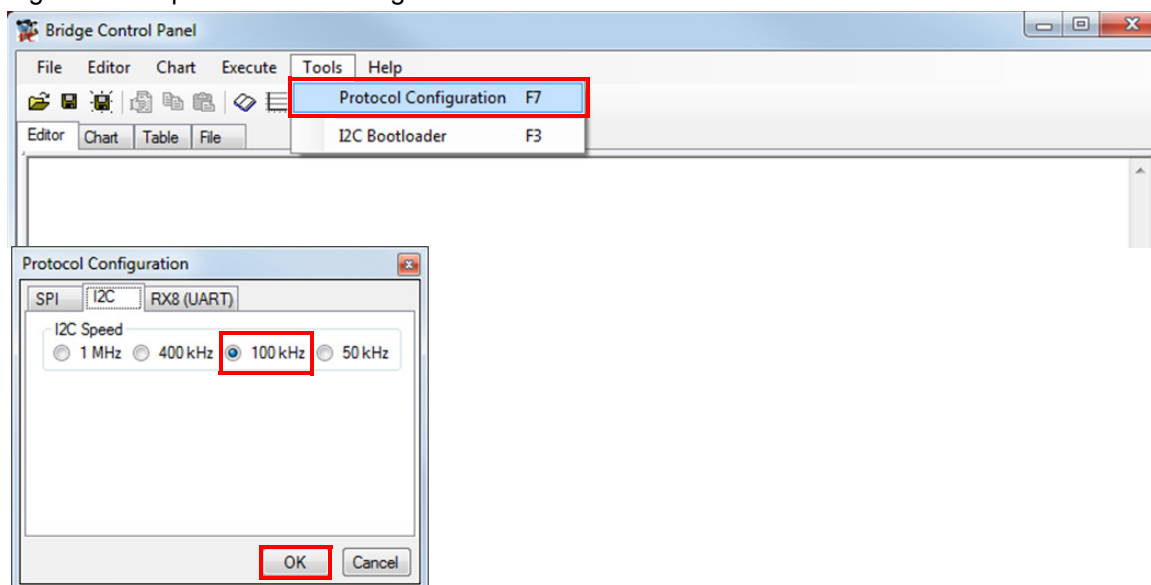 Bridge Control Panel
File Editor Chart Execute Tools Help
Protocol Configuration F7
Editor Chart Table File
I2C Bootloader F3
Protocol Configuration
SPI I2C RX8 (UART)
I2C Speed
1 MHz 400 kHz 100 kHz 50 kHz
OK Cancel